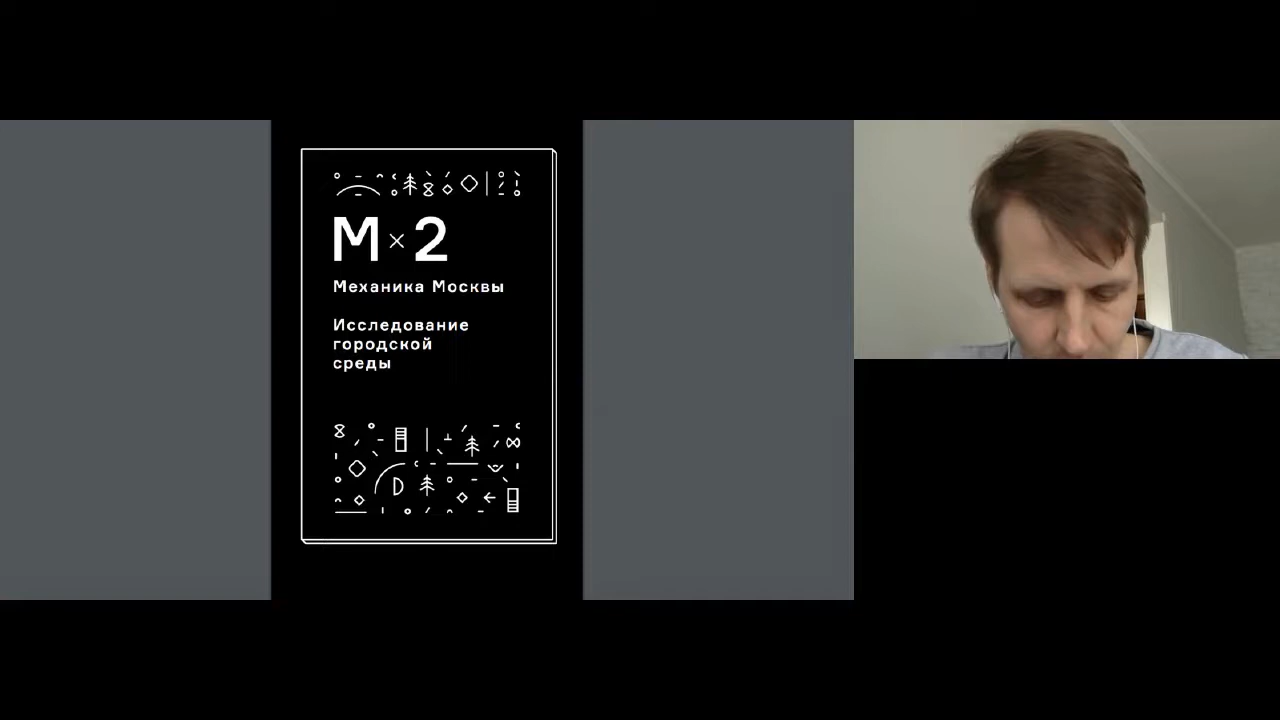 М×2
Механика Москвы
Исследование
городской
среды